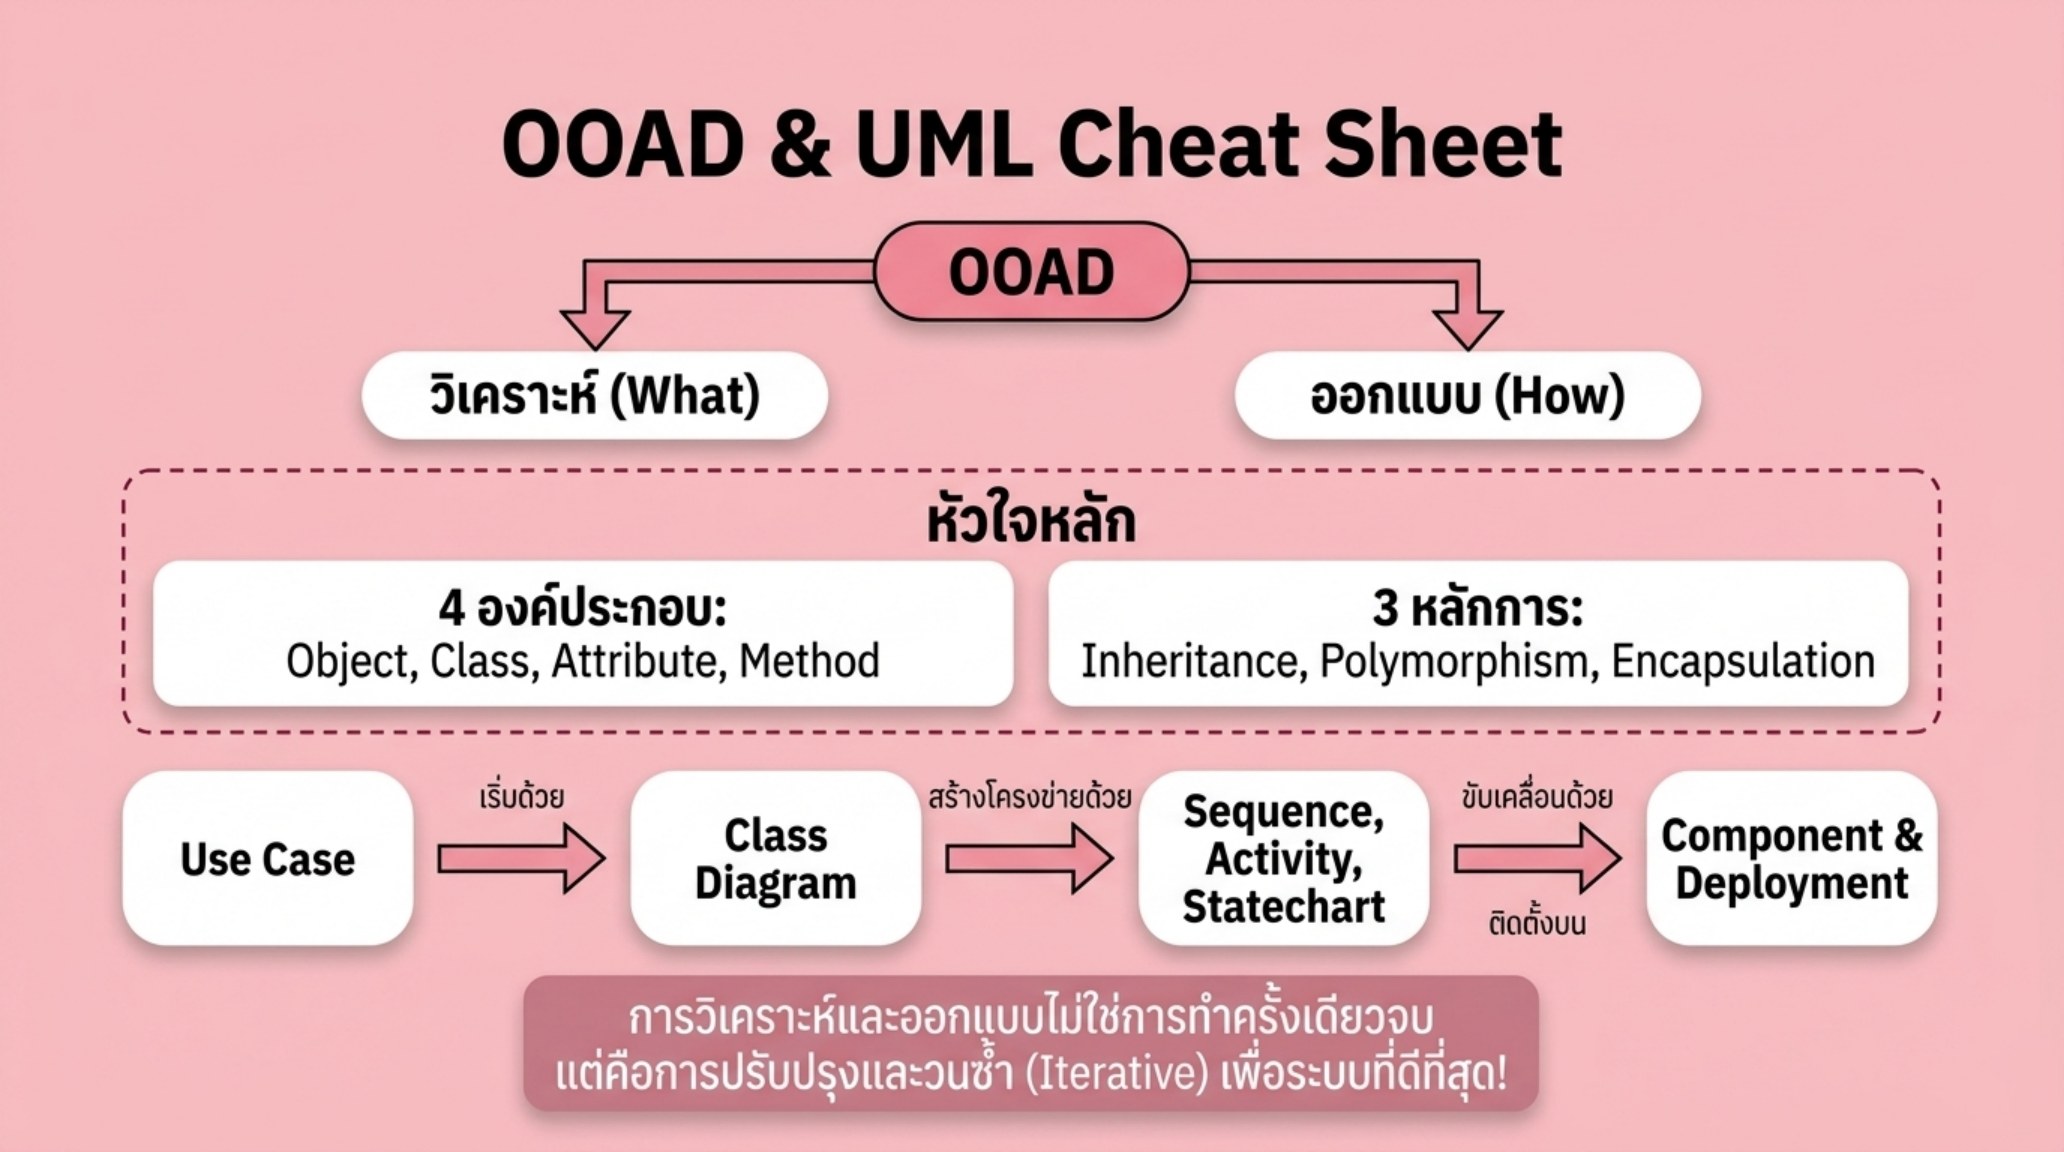 OOAD & UML Cheat Sheet
OOAD
วิเคราะห์ (What)
ออกแบบ (How)
หัวใจหลัก
4 องค์ประกอบ:
Object, Class, Attribute, Method
3 หลักการ:
Inheritance, Polymorphism, Encapsulation
Use Case
เริ่มด้วย
Class
Diagram
สร้างโครงข่ายด้วย
Sequence,
Activity,
Statechart
ขับเคลื่อนด้วย
ติดตั้งบน
Component &
Deployment
การวิเคราะห์และออกแบบไม่ใช่การทำครั้งเดียวจบ
แต่คือการปรับปรุงและวนซ้ำ (Iterative) เพื่อระบบที่ดีที่สุด!